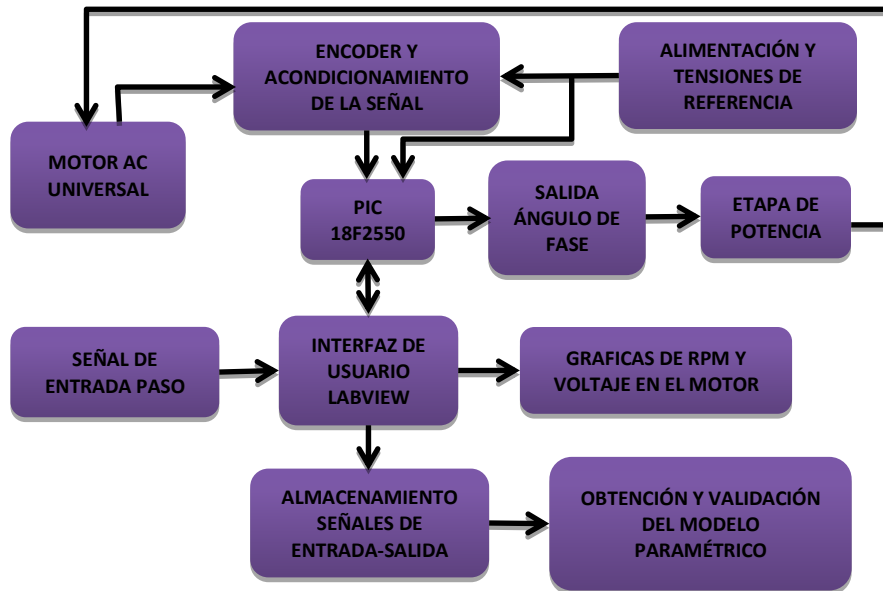 ENCODER Y
ACONDICIONAMIENTO
DE LA SEÑAL
ALIMENTACIÓN Y
TENSIONES DE
REFERENCIA
MOTOR AC
UNIVERSAL
PIC
18F2550
SALIDA
ÁNGULO DE
FASE
ETAPA DE
POTENCIA
SEÑAL DE
ENTRADA PASO
INTERFAZ DE
USUARIO
LABVIEW
GRAFICAS DE RPM Y
VOLTAJE EN EL MOTOR
ALMACENAMIENTO
SEÑALES DE
ENTRADA-SALIDA
OBTENCIÓN Y VALIDACIÓN
DEL MODELO
PARAMÉTRICO